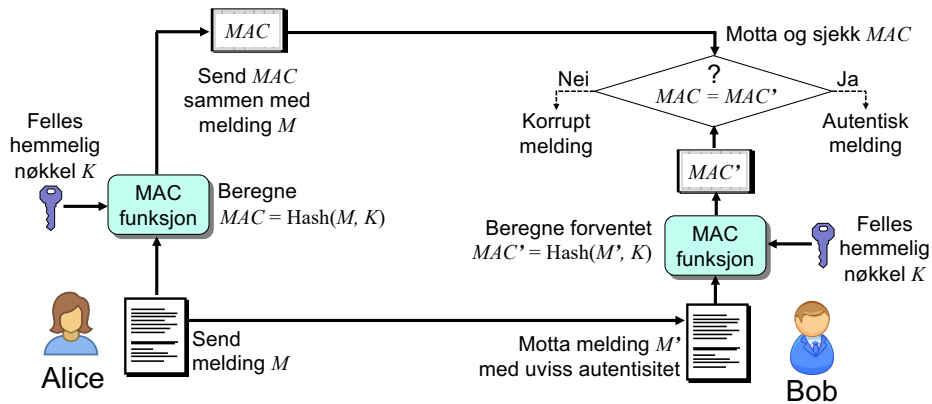 MAC
Send MAC
sammen med
melding M
Motta og sjekk MAC
Nei
?
MAC = MAC’
Ja
Korrupt
melding
Autentisk
melding
Felles
hemmelig
nøkkel K
MAC
funksjon
Beregne
MAC = Hash(M, K)
MAC’
Beregne forventet
MAC’ = Hash(M’, K)
MAC
funksjon
Felles
hemmelig
nøkkel K
Alice
Send
melding M
Motta melding M’
med uviss autentisitet
Bob